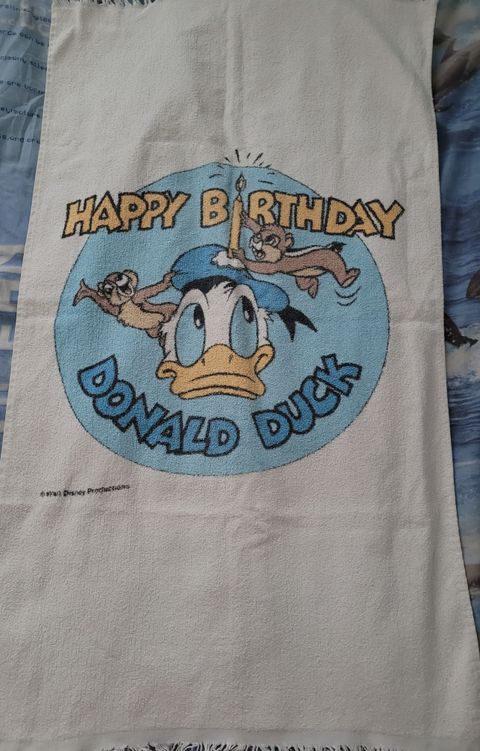 HAPPY BIRTHDAY
DONALD DUCK
© Walt Disney Productions